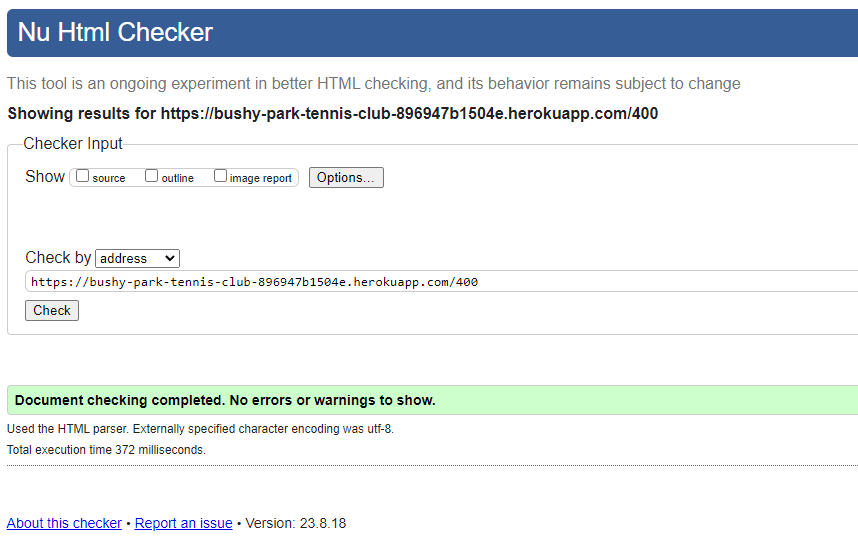 Nu Html Checker
This tool is an ongoing experiment in better HTML checking, and its behavior remains subject to change
Showing results for https://bushy-park-tennis-club-896947b1504e.herokuapp.com/400
Checker Input
Show source outline image report Options...
Check by address
https://bushy-park-tennis-club-896947b1504e.herokuapp.com/400
Check
Document checking completed. No errors or warnings to show.
Used the HTML parser. Externally specified character encoding was utf-8.
Total execution time 372 milliseconds.
About this checker • Report an issue • Version: 23.8.18